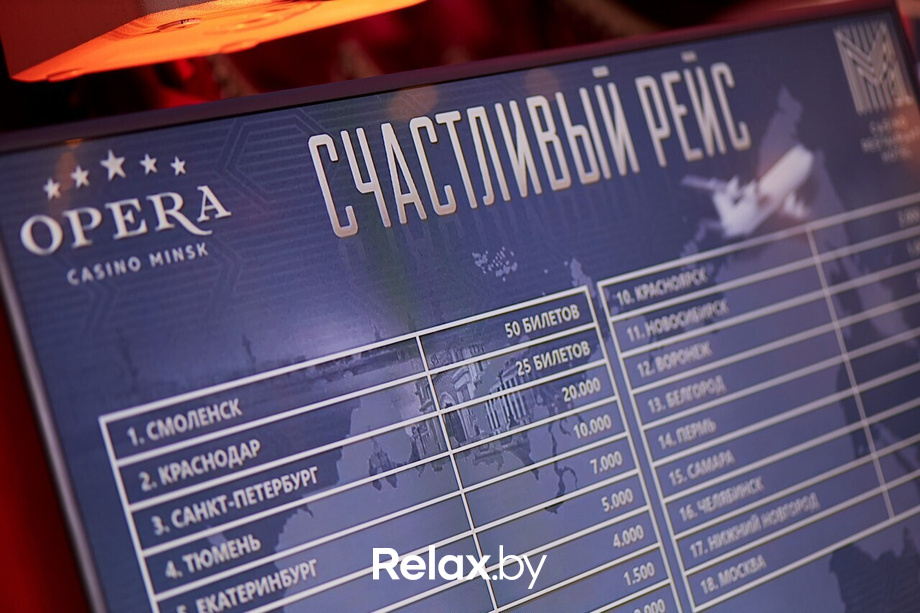 СЧАСТЛИВЫЙ РЕЙС
OPERA
CASINO MINSK
1. СМОЛЕНСК 50 БИЛЕТОВ
2. КРАСНОДАР 25 БИЛЕТОВ
3. САНКТ-ПЕТЕРБУРГ 20.000
4. ТЮМЕНЬ 10.000
5. ЕКАТЕРИНБУРГ 7.000
5.000
4.000
1.500
10. КРАСНОЯРСК
11. НОВОСИБИРСК
12. ВОРОНЕЖ
13. БЕЛГОРОД
14. ПЕРМЬ
15. САМАРА
16. ЧЕЛЯБИНСК
17. НИЖНИЙ НОВГОРОД
18. МОСКВА
Relax.by